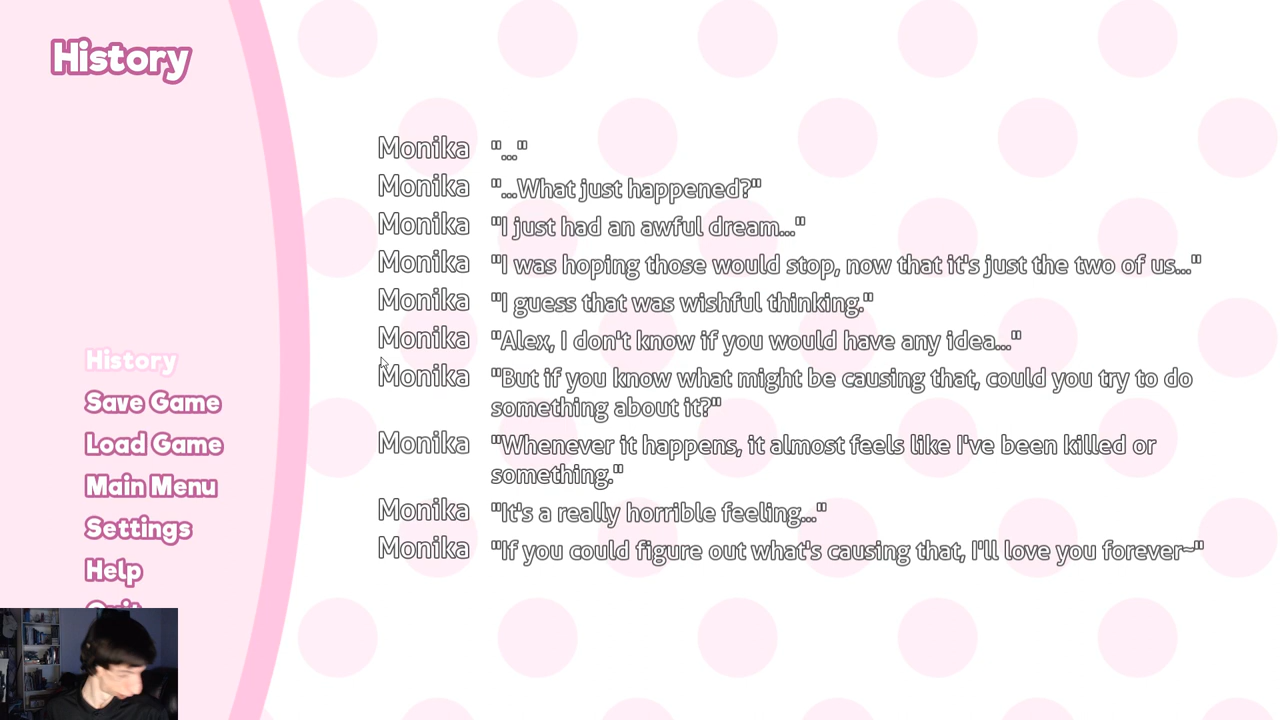 History
Monika "..."
Monika "...What just happened?"
Monika "I just had an awful dream..."
Monika "I was hoping those would stop, now that it's just the two of us..."
Monika "I guess that was wishful thinking."
Monika "Alex, I don't know if you would have any idea..."
Monika "But if you know what might be causing that, could you try to do
something about it?"
Monika "Whenever it happens, it almost feels like I've been killed or
something."
Monika "It's a really horrible feeling..."
Monika "If you could figure out what's causing that, I'll love you forever~"
History
Save Game
Load Game
Main Menu
Settings
Help
Quit